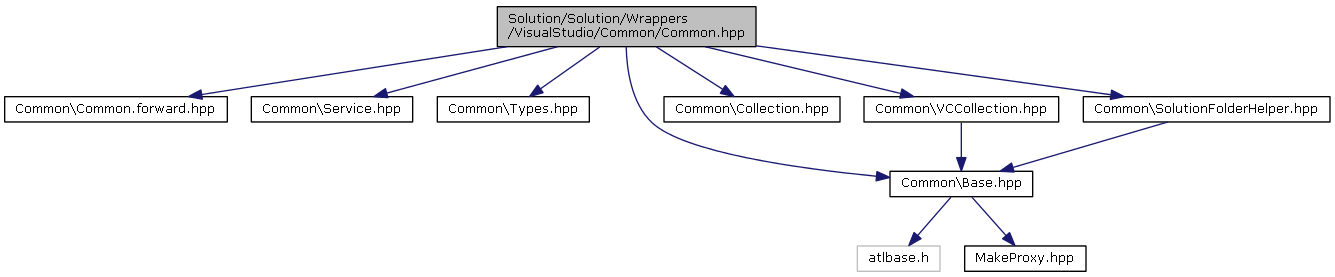 Solution/Solution/Wrappers
/VisualStudio/Common/Common.hpp
Common\Common.forward.hpp
Common\Service.hpp
Common\Types.hpp
Common\Collection.hpp
Common\VCCollection.hpp
Common\SolutionFolderHelper.hpp
Common\Base.hpp
atlbase.h
MakeProxy.hpp